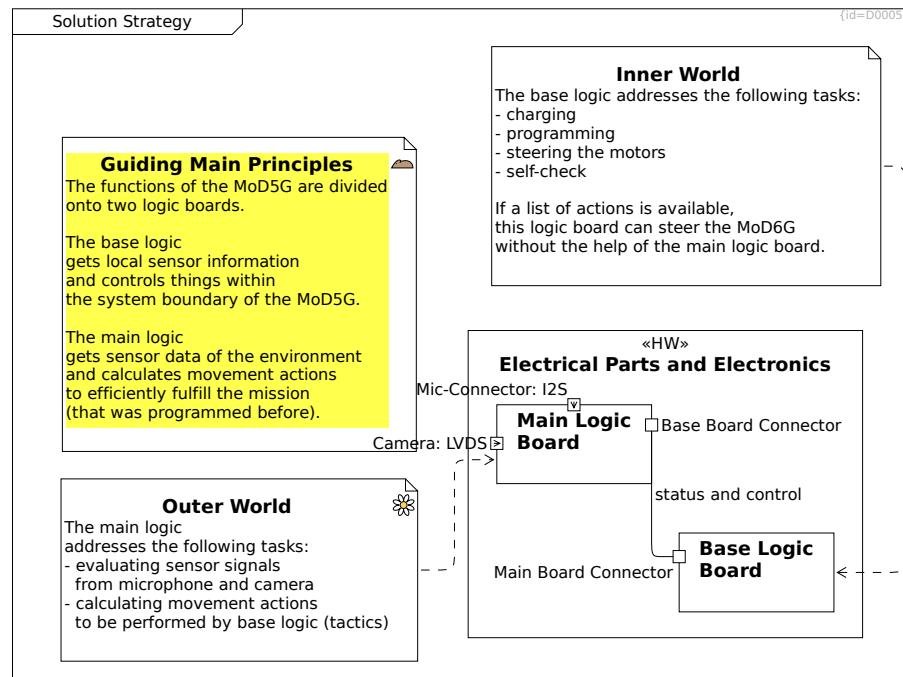 Solution Strategy
{id=D0005
Inner World
The base logic addresses the following tasks:
- charging
- programming
- steering the motors
- self-check
If a list of actions is available,
this logic board can steer the MoD6G
without the help of the main logic board.
Guiding Main Principles
The functions of the MoD5G are divided
onto two logic boards.
The base logic
gets local sensor information
and controls things within
the system boundary of the MoD5G.
The main logic
gets sensor data of the environment
and calculates movement actions
to efficiently fulfill the mission
(that was programmed before).
«HW»
Electrical Parts and Electronics
Mic-Connector: I2S
Main Logic
Board
Base Board Connector
Camera: LVDS
status and control
Base Logic
Board
Main Board Connector
Outer World
The main logic
addresses the following tasks:
- evaluating sensor signals
from microphone and camera
- calculating movement actions
to be performed by base logic (tactics)